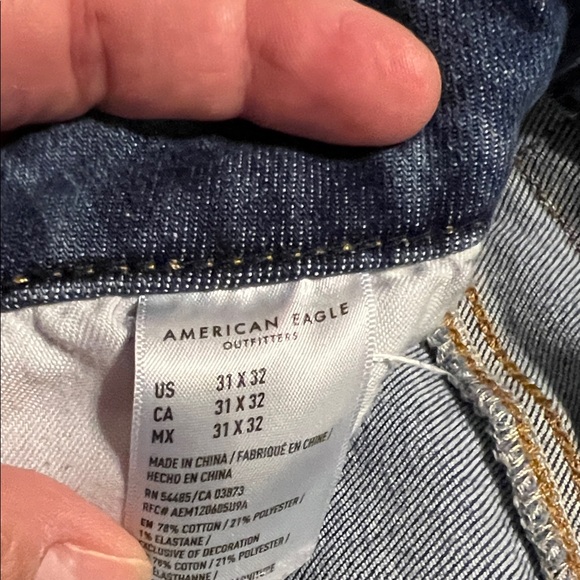 AMERICAN EAGLE
OUTFITTERS
US 31 X 32
CA 31 X 32
MX 31 X 32
MADE IN CHINA / FABRIQUÉ EN CHINE /
HECHO EN CHINA
RN 54485 / CA 03873
RFC# AEM120605U9A
EN 78% COTTON / 21% POLYESTER /
1% ELASTANE /
EXCLUSIVE OF DECORATION
78% COTON / 21% POLYESTER /
ÉLASTHANNE /